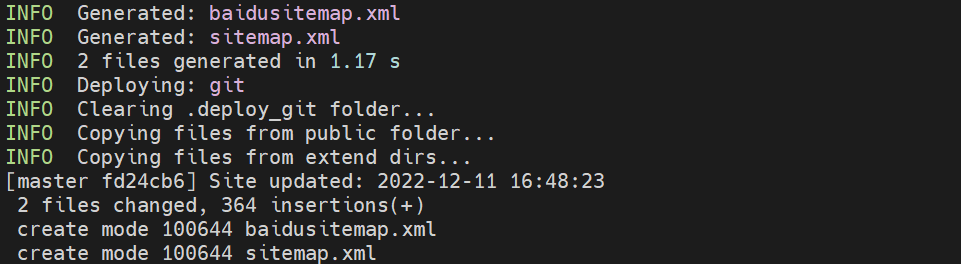 INFO  Generated: baidusitemap.xml
INFO  Generated: sitemap.xml
INFO  2 files generated in 1.17 s
INFO  Deploying: git
INFO  Clearing .deploy_git folder...
INFO  Copying files from public folder...
INFO  Copying files from extend dirs...
[master fd24cb6] Site updated: 2022-12-11 16:48:23
 2 files changed, 364 insertions(+)
 create mode 100644 baidusitemap.xml
 create mode 100644 sitemap.xml